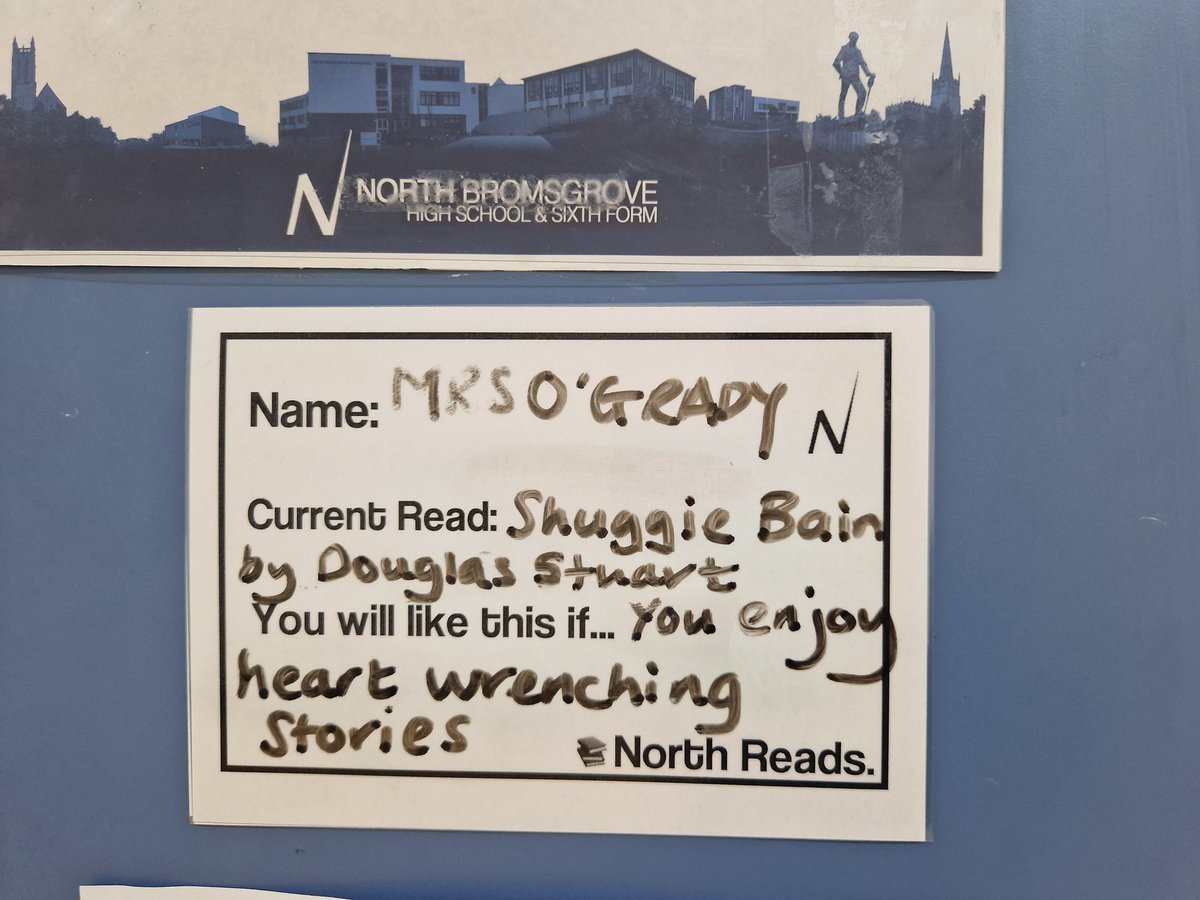 NORTH BROMSGROVE
HIGH SCHOOL & SIXTH FORM
Name: MRS O'GRADY
Current Read: Shuggie Bain
by Douglas Stuart
You will like this if... You enjoy
heart wrenching
stories
North Reads.